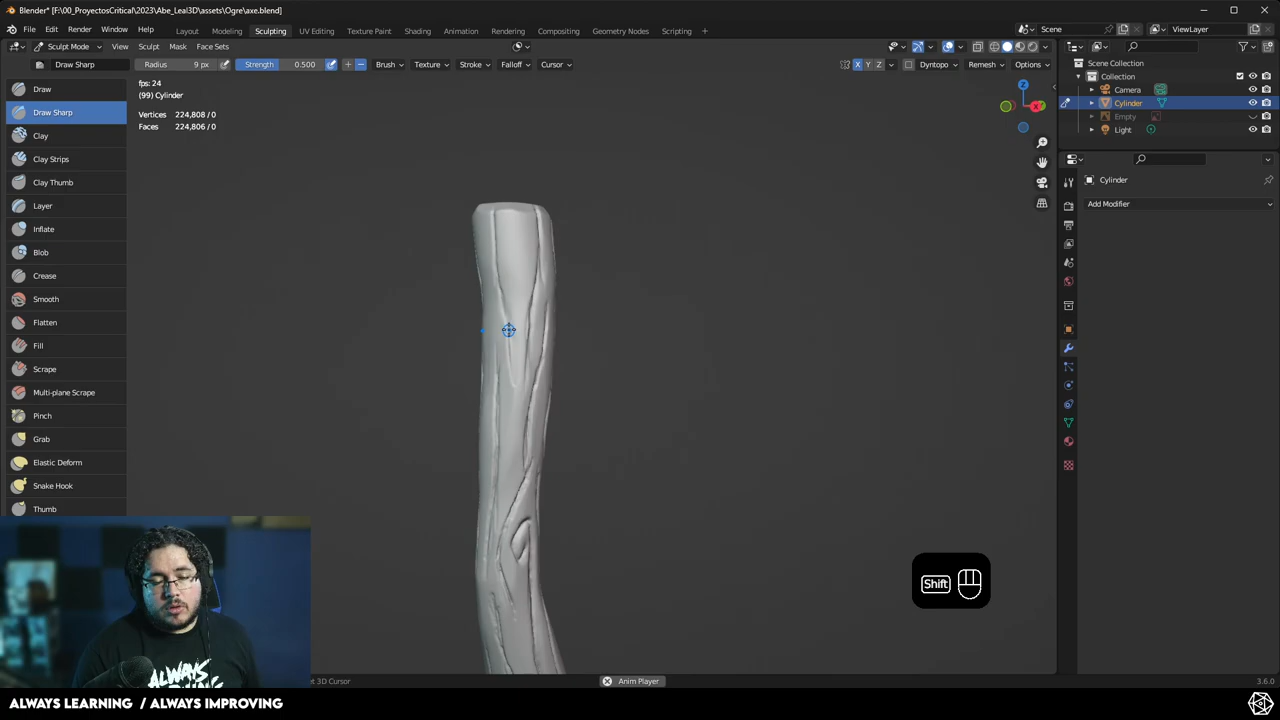 Blender* [F:\00_ProyectosCritical\2023\Abe_Leal3D\assets\Ogre\axe.blend]
File Edit Render Window Help Layout Modeling Sculpting UV Editing Texture Paint Shading Animation Rendering Compositing Geometry Nodes Scripting + Scene ViewLayer
Sculpt Mode View Sculpt Mask Face Sets
Draw Sharp Radius 9 px Strength 0.500 + − Brush Texture Stroke Falloff Cursor X Y Z Dyntopo Remesh Options
Scene Collection
Collection
Camera
Cylinder
Empty
Light
Draw
Draw Sharp
Clay
Clay Strips
Clay Thumb
Layer
Inflate
Blob
Crease
Smooth
Flatten
Fill
Scrape
Multi-plane Scrape
Pinch
Grab
Elastic Deform
Snake Hook
Thumb
fps: 24
(99) Cylinder
Vertices 224,808 / 0
Faces 224,806 / 0
Z
X
Cylinder
Add Modifier
Shift
ALWAYS
et 3D Cursor
Anim Player
3.6.0
ALWAYS LEARNING / ALWAYS IMPROVING